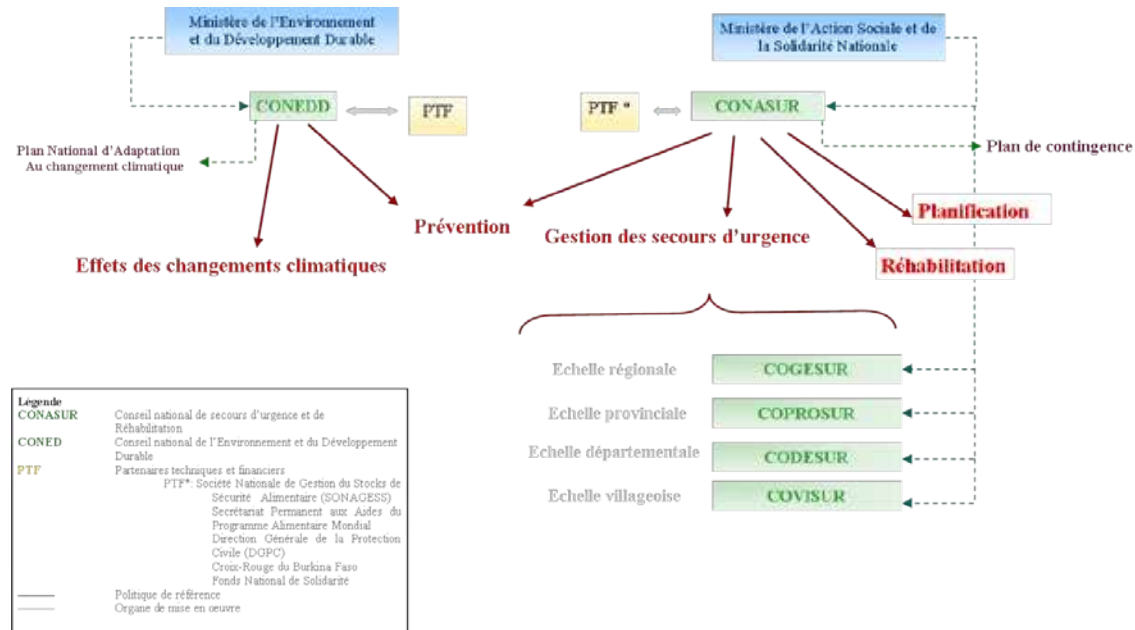 Ministère de l'Environnement
et du Développement Durable
Ministère de l'Action Sociale et de
la Solidarité Nationale
CONEDD
PTF
PTF *
CONASUR
Plan National d'Adaptation
Au changement climatique
Plan de contingence
Prévention
Planification
Gestion des secours d'urgence
Effets des changements climatiques
Réhabilitation
Echelle régionale
COGESUR
Echelle provinciale
COPROSUR
Echelle départementale
CODESUR
Echelle villageoise
COVISUR
Légende
CONASUR Conseil national de secours d'urgence et de
Réhabilitation
CONED Conseil national de l'Environnement et du Développement
Durable
PTF Partenaires techniques et financiers
PTF*: Société Nationale de Gestion du Stocks de
Sécurité Alimentaire (SONAGESS)
Secrétariat Permanent aux Aides du
Programme Alimentaire Mondial
Direction Générale de la Protection
Civile (DGPC)
Croix-Rouge du Burkina Faso
Fonds National de Solidarité
Politique de référence
Organe de mise en œuvre